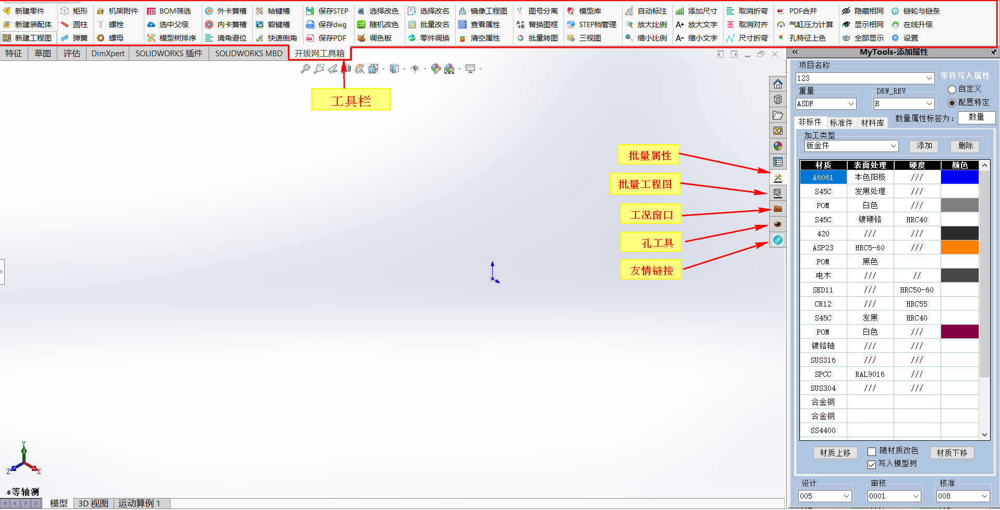 新建零件 矩形 机架附件 BOM筛选 外卡簧槽 轴键槽 保存STEP 选择改色 选择改名 镜像工程图 图号分离 模型库 自动标注 添加尺寸 取消折弯 PDF合并 隐藏相同 链轮与链条
新建装配体 圆柱 螺栓 选中父级 内卡簧槽 毂键槽 保存dwg 随机改色 批量改名 查看属性 替换图框 STEP档管理 放大比例 A+ 放大文字 取消对齐 气缸压力计算 显示相同 在线升级
新建工程图 弹簧 螺母 模型树排序 清角避位 快速倒角 保存PDF 调色板 零件调换 清空属性 批量转图 三视图 缩小比例 A- 缩小文字 尺寸折弯 孔特征上色 全部显示 设置
特征 草图 评估 DimXpert SOLIDWORKS 插件 SOLIDWORKS MBD 开拔网工具箱
MyTools-添加属性
工具栏
批量属性
批量工程图
工况窗口
孔工具
友情链接
项目名称
123
等待写入属性
重量 DRW_REV 自定义
ASDF B 配置特定
数量属性标签为： 数量
非标件 标准件 材料库
加工类型
钣金件 添加 删除
材质 表面处理 硬度 颜色
A6061 本色阳极 ///
S45C 发黑处理 ///
POM 白色 ///
S45C 镀硬铬 HRC40
420 /// ///
ASP23 HRC5-60 ///
POM 黑色
电木 /// //
SKD11 /// HRC50-60
CR12 /// HRC55
S45C 发黑 HRC40
POM 白色 ///
镀铬轴 /// ///
SUS316 /// ///
SPCC RAL9016 ///
SUS304 /// ///
合金钢
合金钢
SS4400
材质上移 随材质改色 材质下移
写入模型树
设计 审核 核准
005 0001 008
Y
Z X
*等轴测
模型 3D 视图 运动算例 1